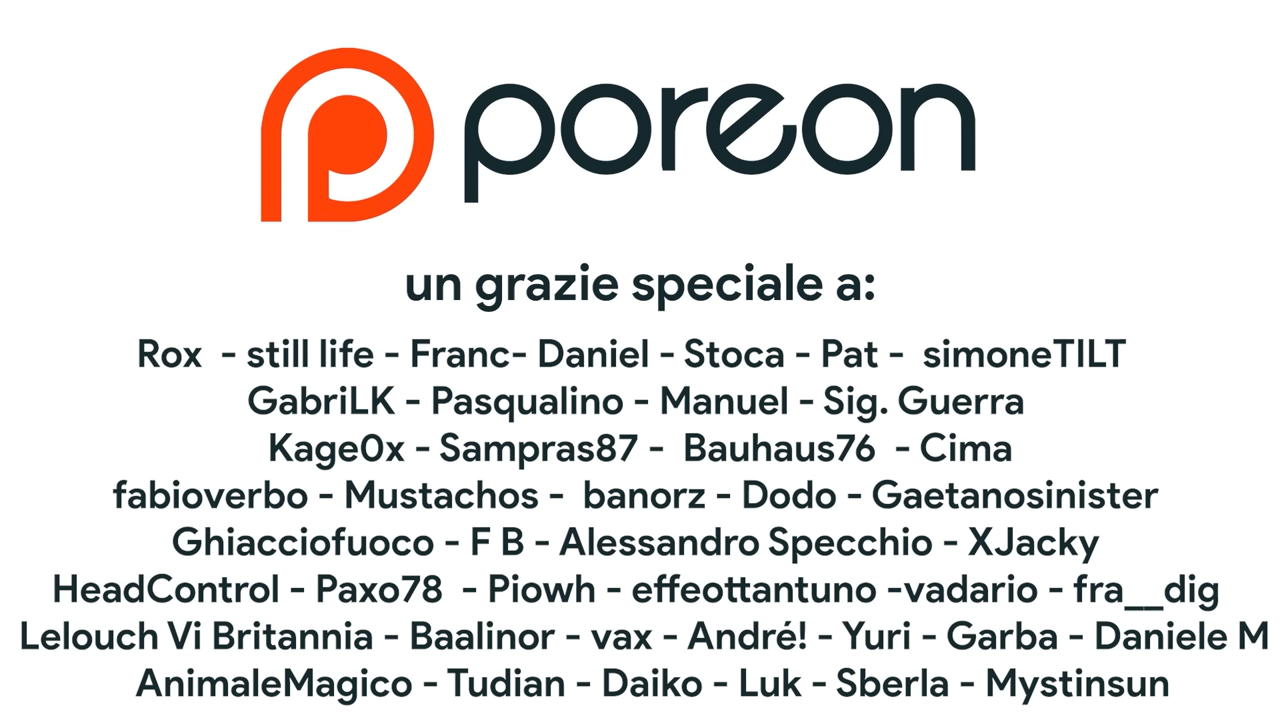 poreon
un grazie speciale a:
Rox - still life - Franc- Daniel - Stoca - Pat - simoneTILT
GabriLK - Pasqualino - Manuel - Sig. Guerra
Kage0x - Sampras87 - Bauhaus76 - Cima
fabioverbo - Mustachos - banorz - Dodo - Gaetanosinister
Ghiacciofuoco - F B - Alessandro Specchio - XJacky
HeadControl - Paxo78 - Piowh - effeottantuno -vadario - fra__dig
Lelouch Vi Britannia - Baalinor - vax - André! - Yuri - Garba - Daniele M
AnimaleMagico - Tudian - Daiko - Luk - Sberla - Mystinsun